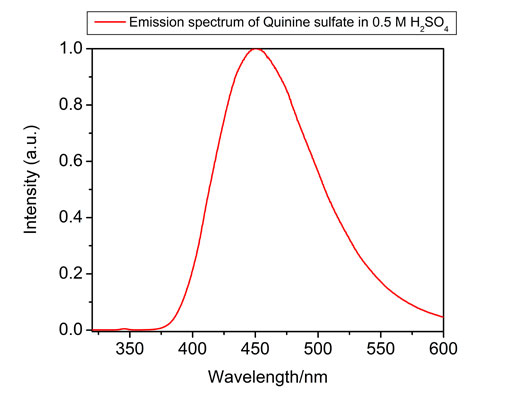 Emission spectrum of Quinine sulfate in 0.5 M H₂SO₄
1.0
0.8
0.6
0.4
0.2
0.0
Intensity (a.u.)
350 400 450 500 550 600
Wavelength/nm